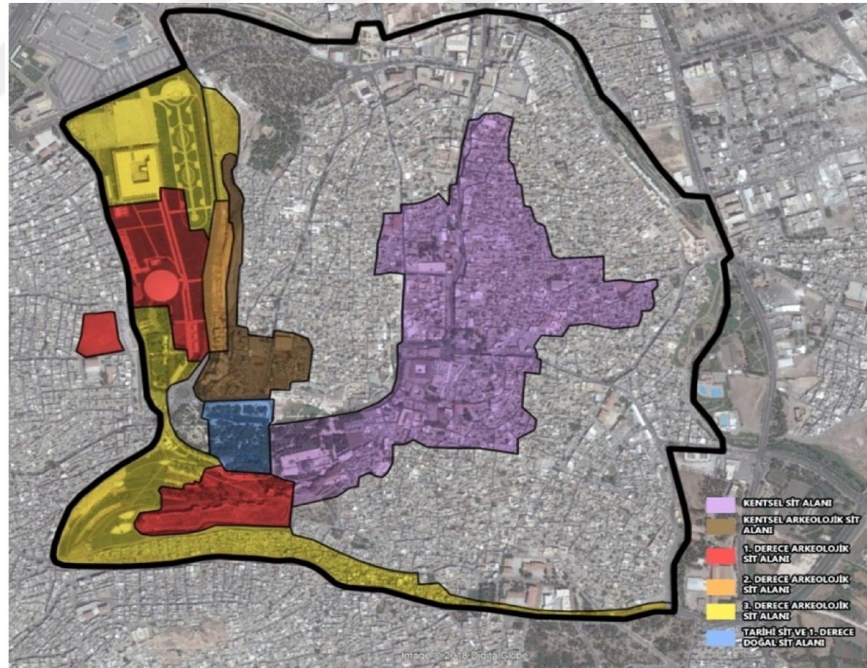 KENTSEL SİT ALANI
KENTSEL ARKEOLOJİK SİT
ALANI
1. DERECE ARKEOLOJİK
SİT ALANI
2. DERECE ARKEOLOJİK
SİT ALANI
3. DERECE ARKEOLOJİK
SİT ALANI
TARİHİ SİT VE 1. DERECE
DOĞAL SİT ALANI
Image © 2018 DigitalGlobe